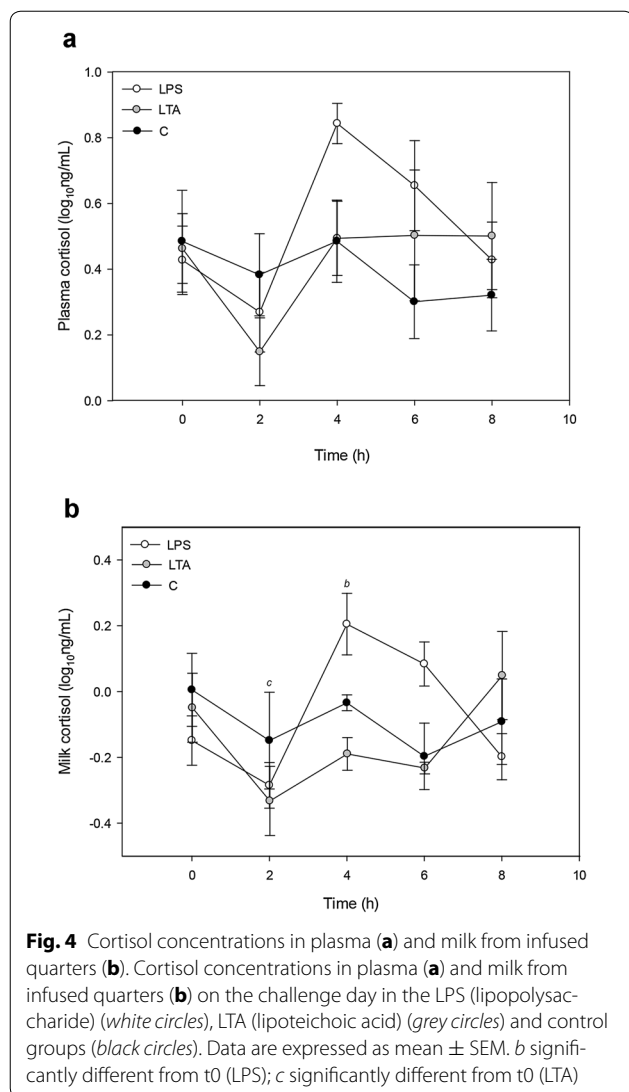 a
1.0
LPS
LTA
C
0.8
0.6
0.4
0.2
0.0
Plasma cortisol (log10ng/mL)
0 2 4 6 8 10
Time (h)
b
LPS
LTA
C
0.4
0.2
0.0
-0.2
-0.4
b
c
Milk cortisol (log10ng/mL)
0 2 4 6 8 10
Time (h)
Fig. 4 Cortisol concentrations in plasma (a) and milk from infused
quarters (b). Cortisol concentrations in plasma (a) and milk from
infused quarters (b) on the challenge day in the LPS (lipopolysac-
charide) (white circles), LTA (lipoteichoic acid) (grey circles) and control
groups (black circles). Data are expressed as mean ± SEM. b signifi-
cantly different from t0 (LPS); c significantly different from t0 (LTA)